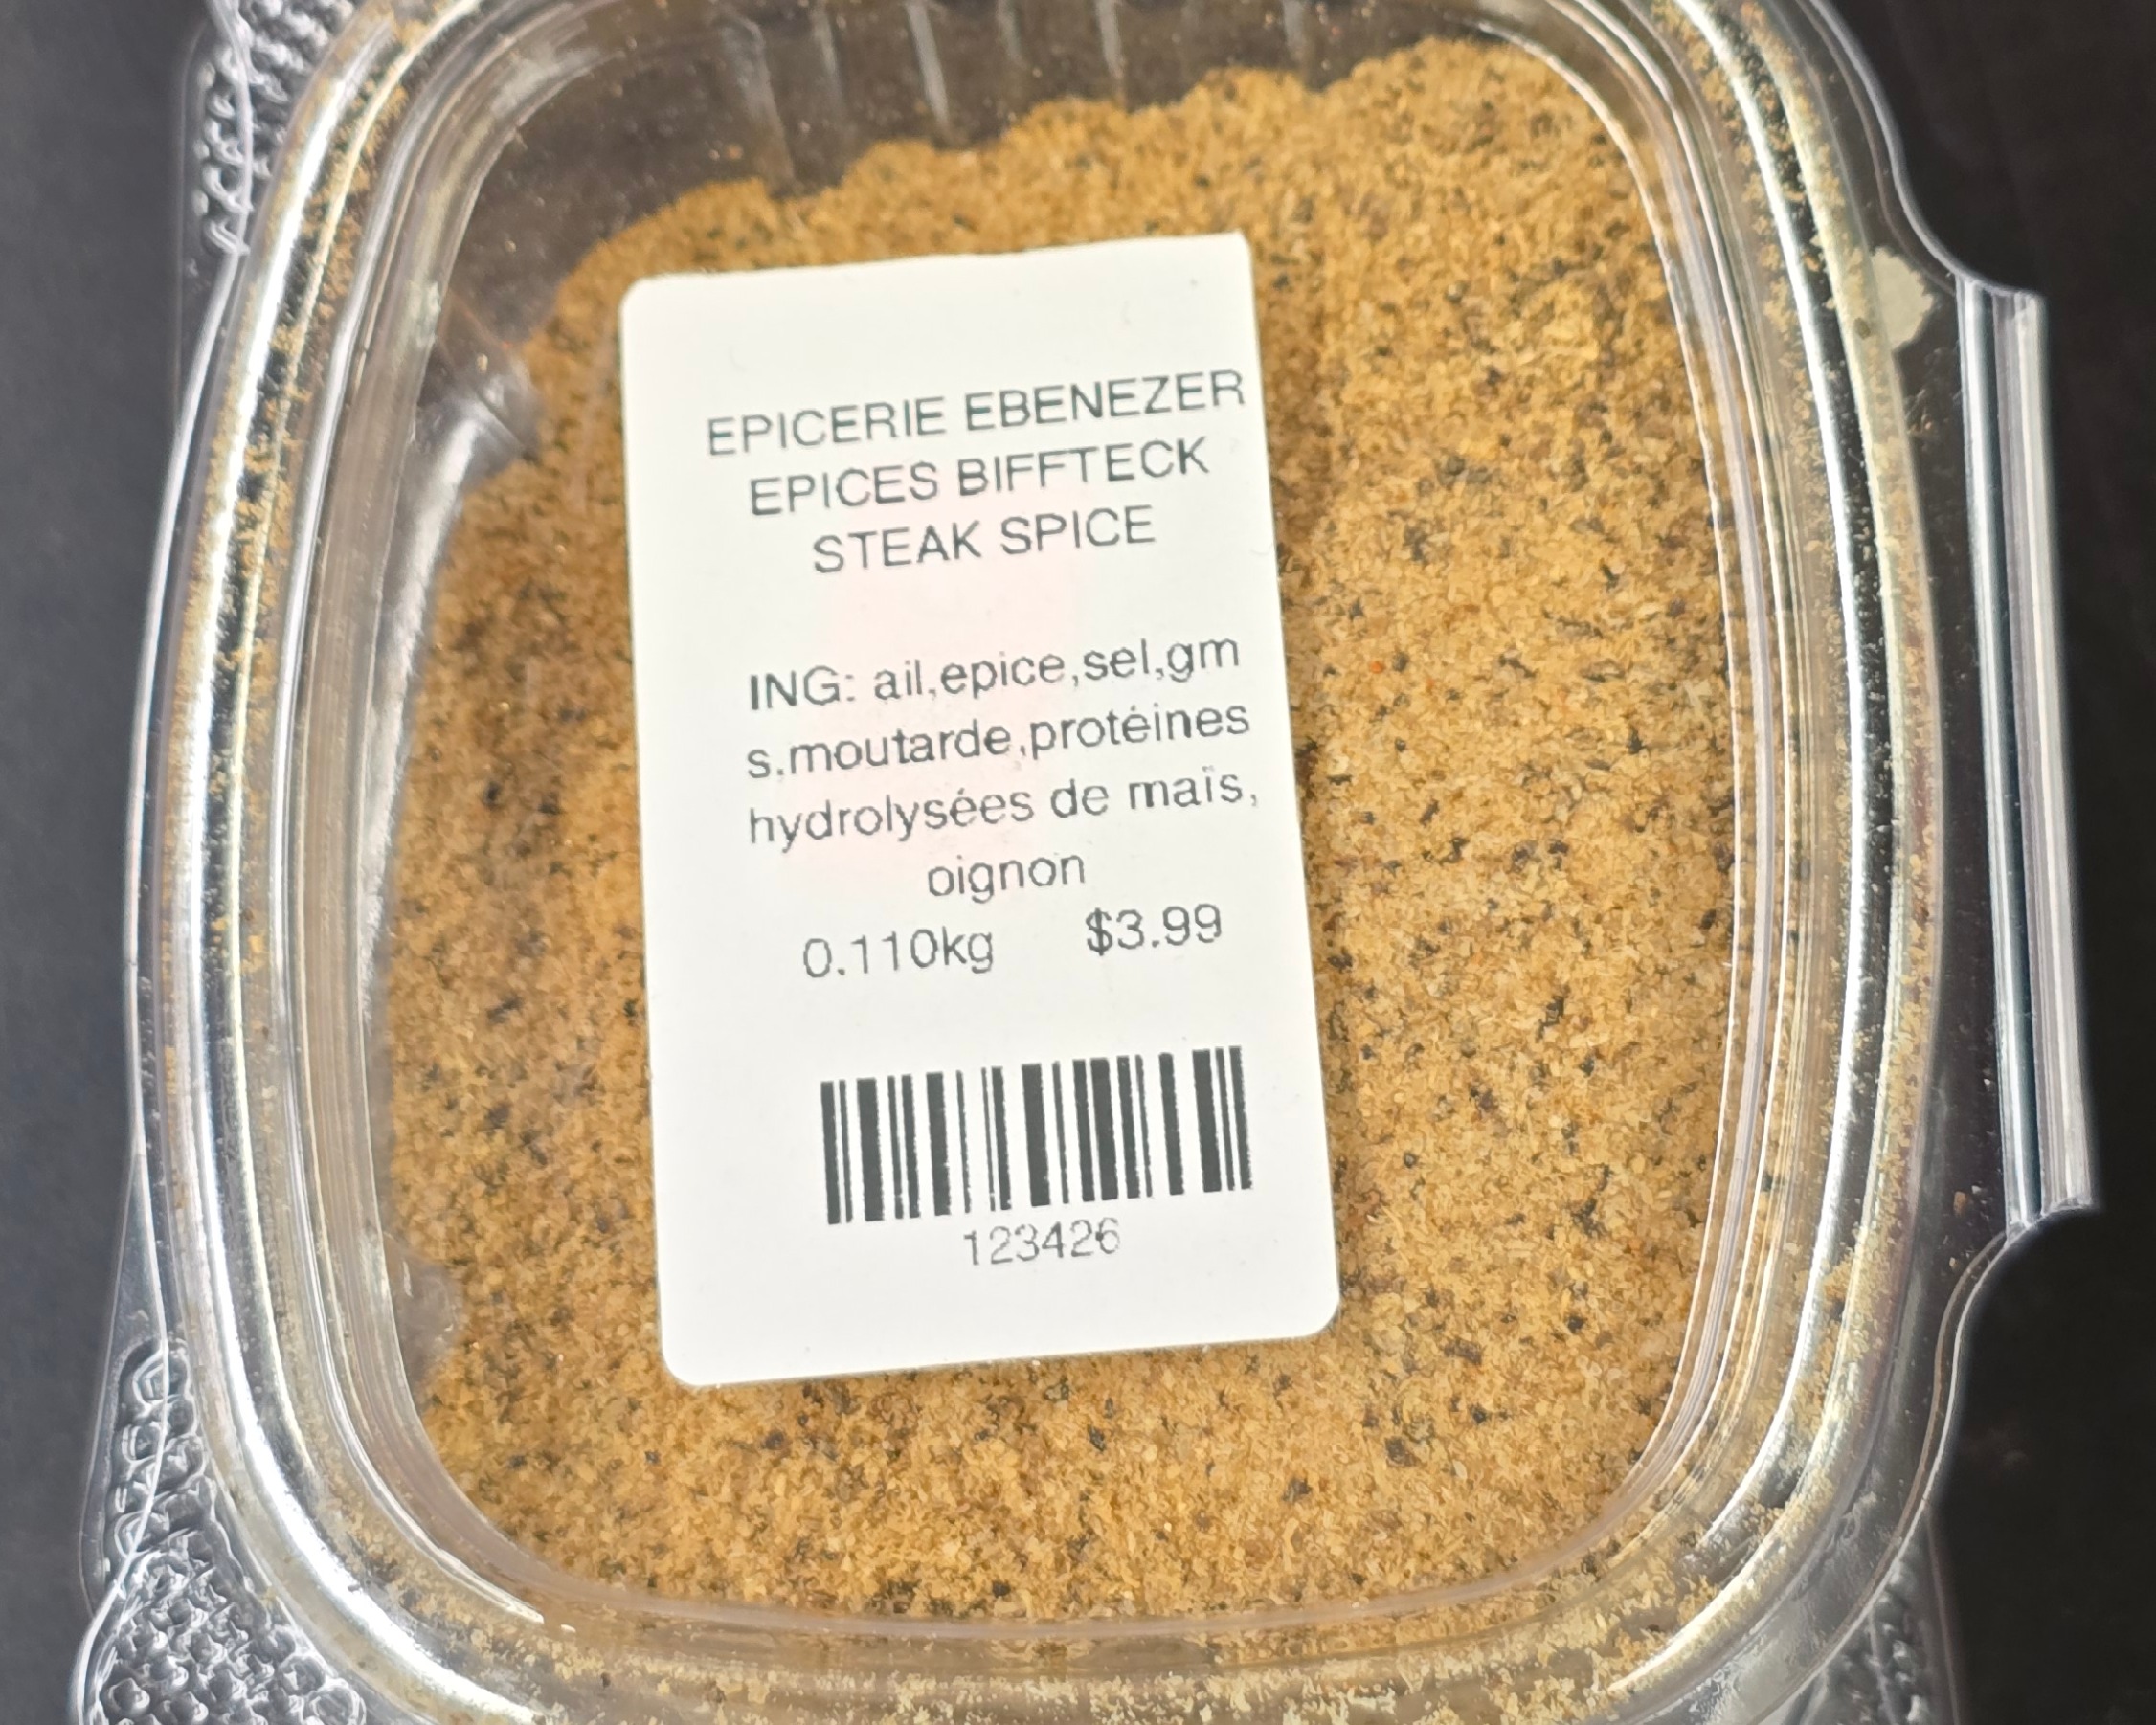 EPICERIE EBENEZER
EPICES BIFFTECK
STEAK SPICE
ING: ail,epice,sel,gm
s.moutarde,protéines
hydrolysées de maïs,
oignon
0.110kg $3.99
123426